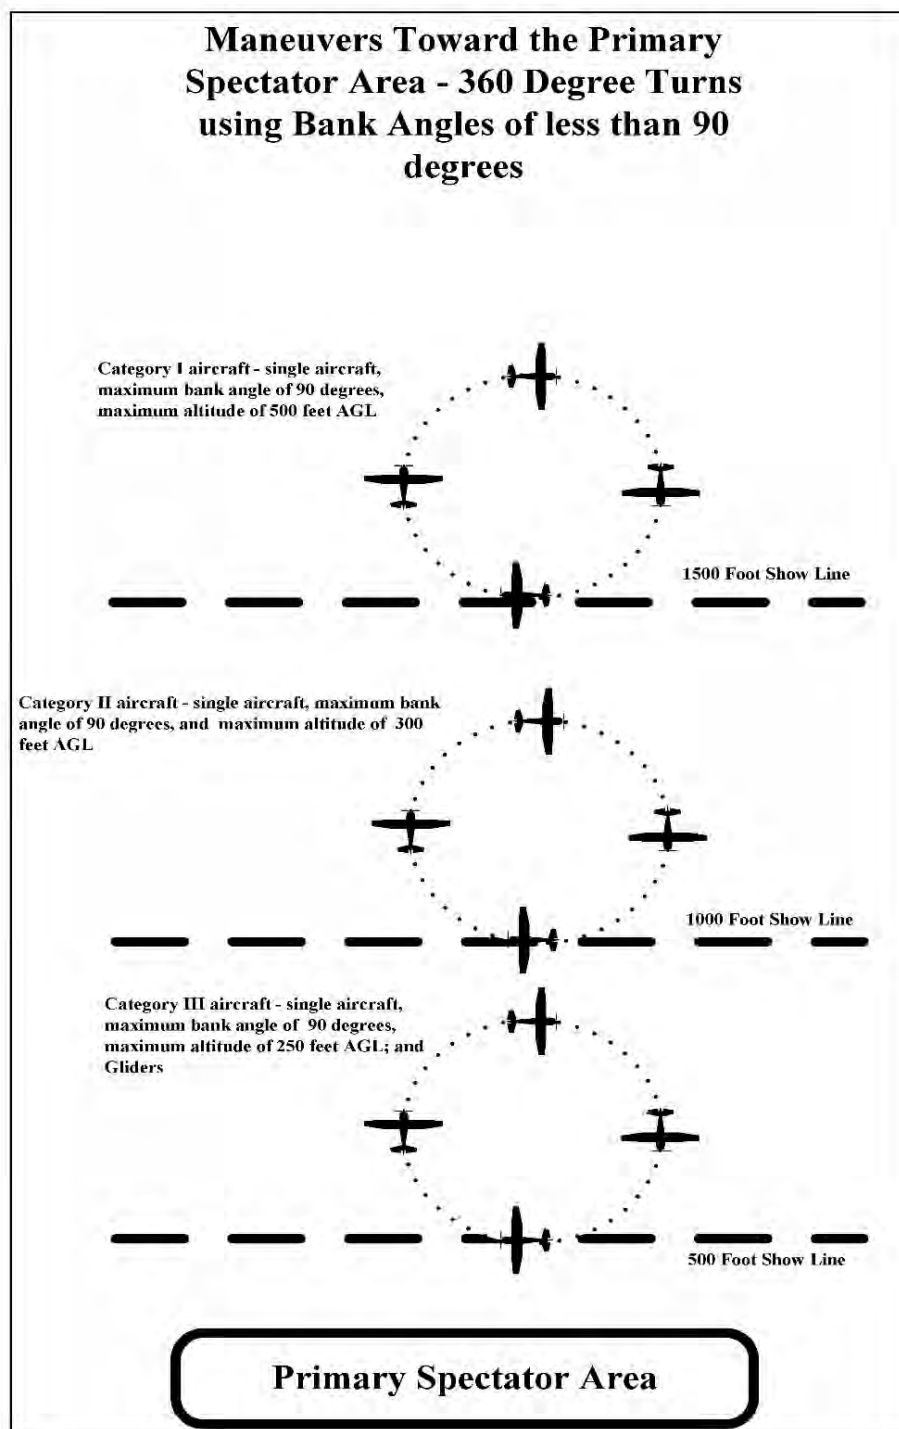 Maneuvers Toward the Primary
Spectator Area - 360 Degree Turns
using Bank Angles of less than 90
degrees
Category I aircraft - single aircraft,
maximum bank angle of 90 degrees,
maximum altitude of 500 feet AGL
1500 Foot Show Line
Category II aircraft - single aircraft, maximum bank
angle of 90 degrees, and maximum altitude of 300
feet AGL
1000 Foot Show Line
Category III aircraft - single aircraft,
maximum bank angle of 90 degrees,
maximum altitude of 250 feet AGL; and
Gliders
500 Foot Show Line
Primary Spectator Area